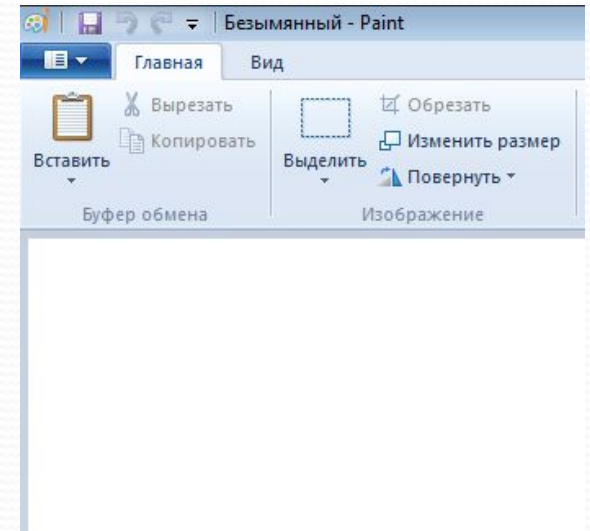 Безымянный - Paint
Главная Вид
Вставить
Вырезать
Копировать
Буфер обмена
Выделить
Обрезать
Изменить размер
Повернуть
Изображение